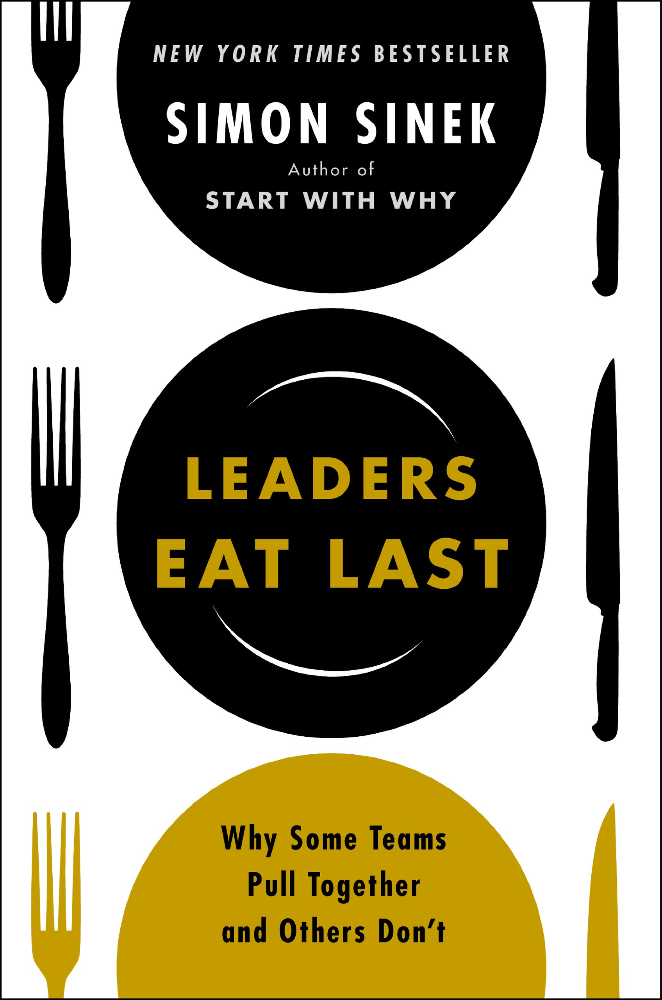 NEW YORK TIMES BESTSELLER
SIMON SINEK
Author of
START WITH WHY
LEADERS
EAT LAST
Why Some Teams
Pull Together
and Others Don't